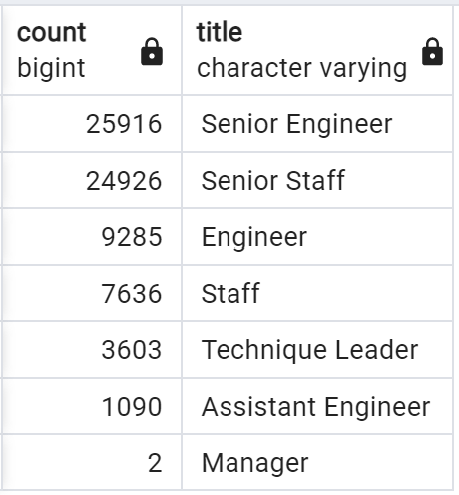 count title
bigint character varying
25916 Senior Engineer
24926 Senior Staff
9285 Engineer
7636 Staff
3603 Technique Leader
1090 Assistant Engineer
2 Manager